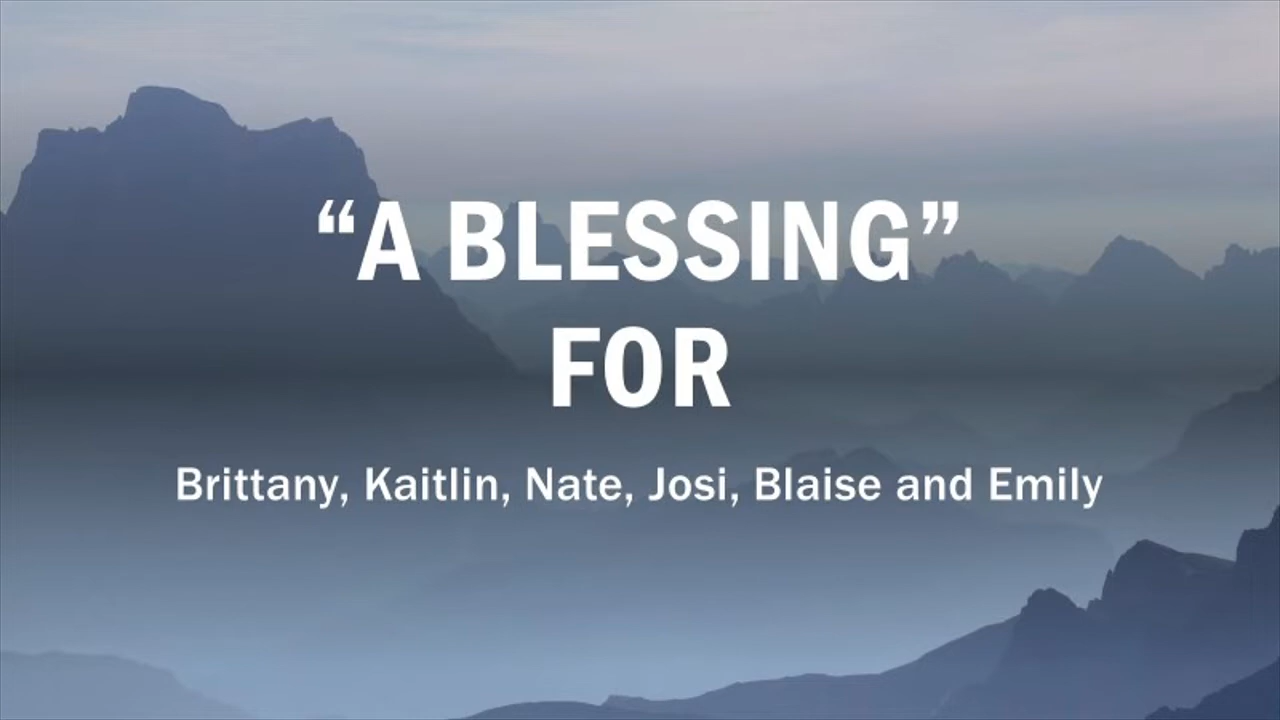 “A BLESSING”
FOR
Brittany, Kaitlin, Nate, Josi, Blaise and Emily